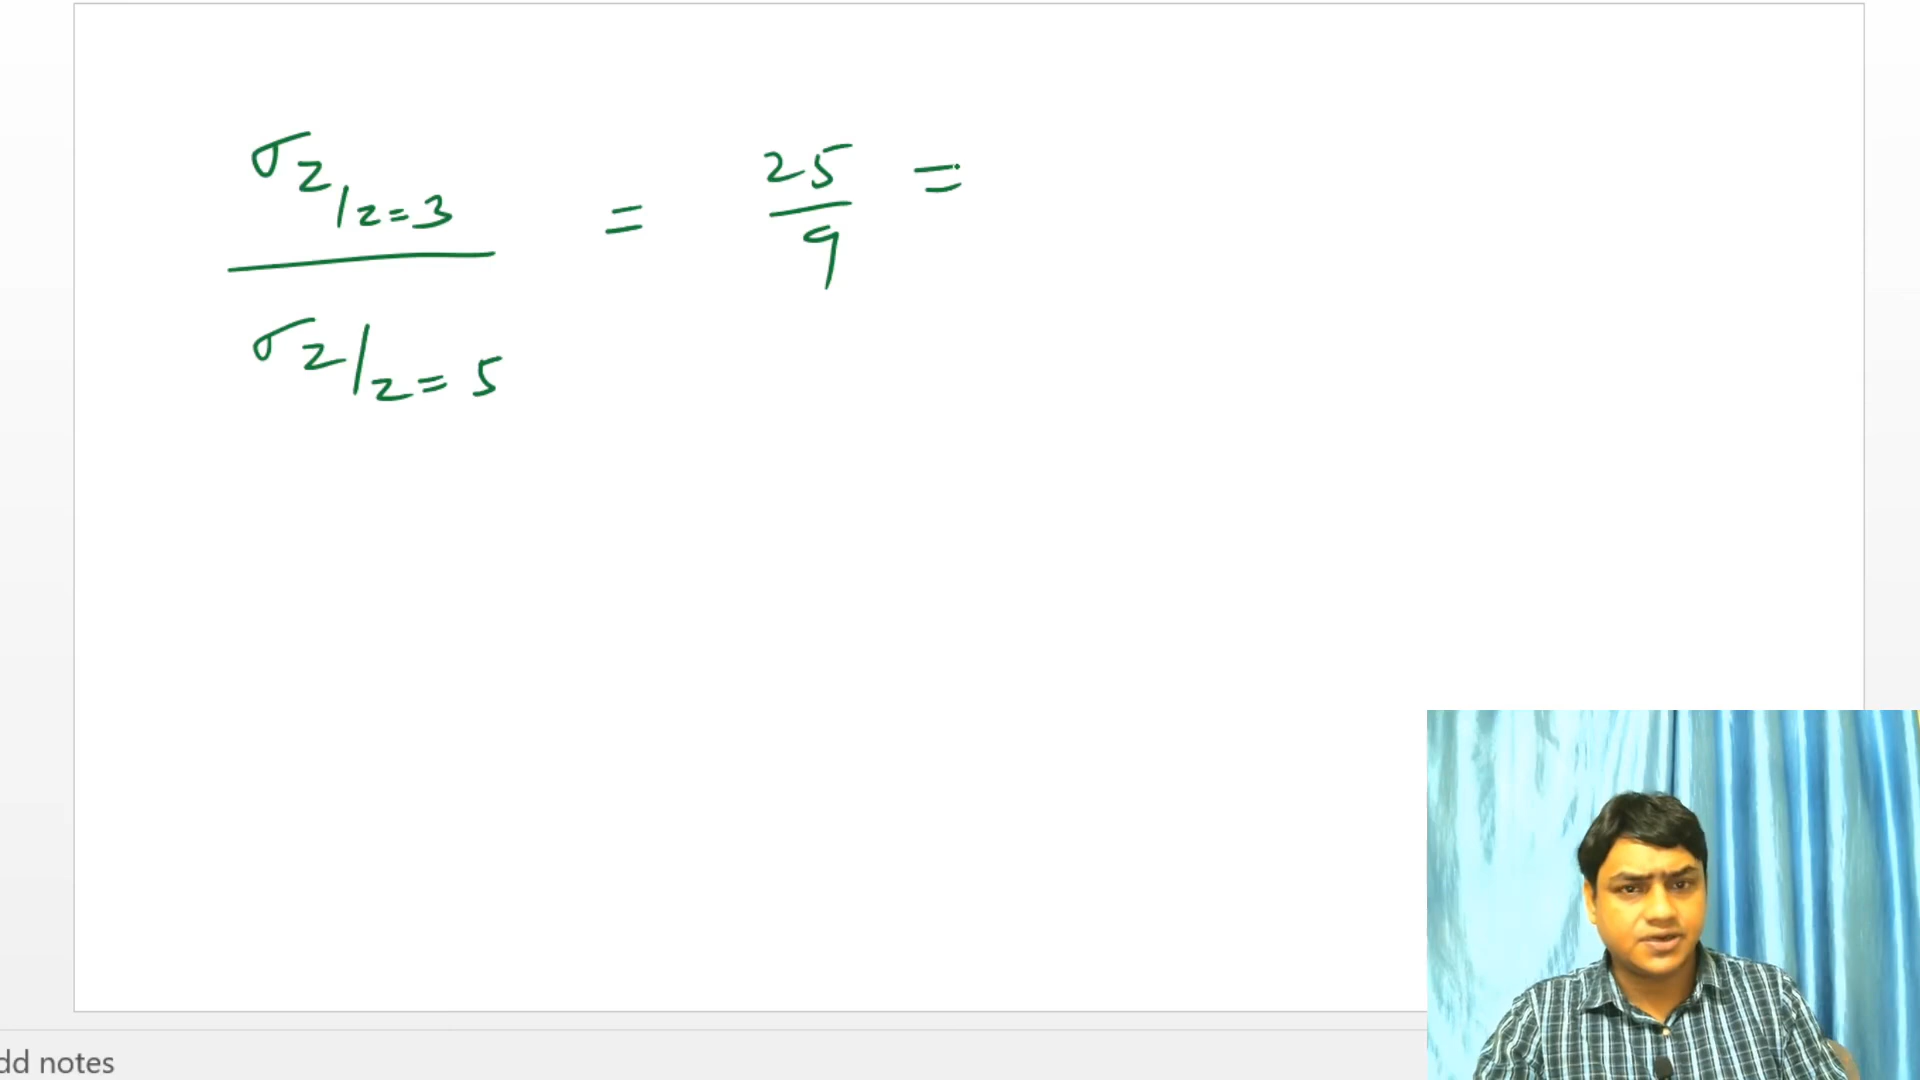 σz/z=3 = 25/9 =
σz/z=5
dd notes